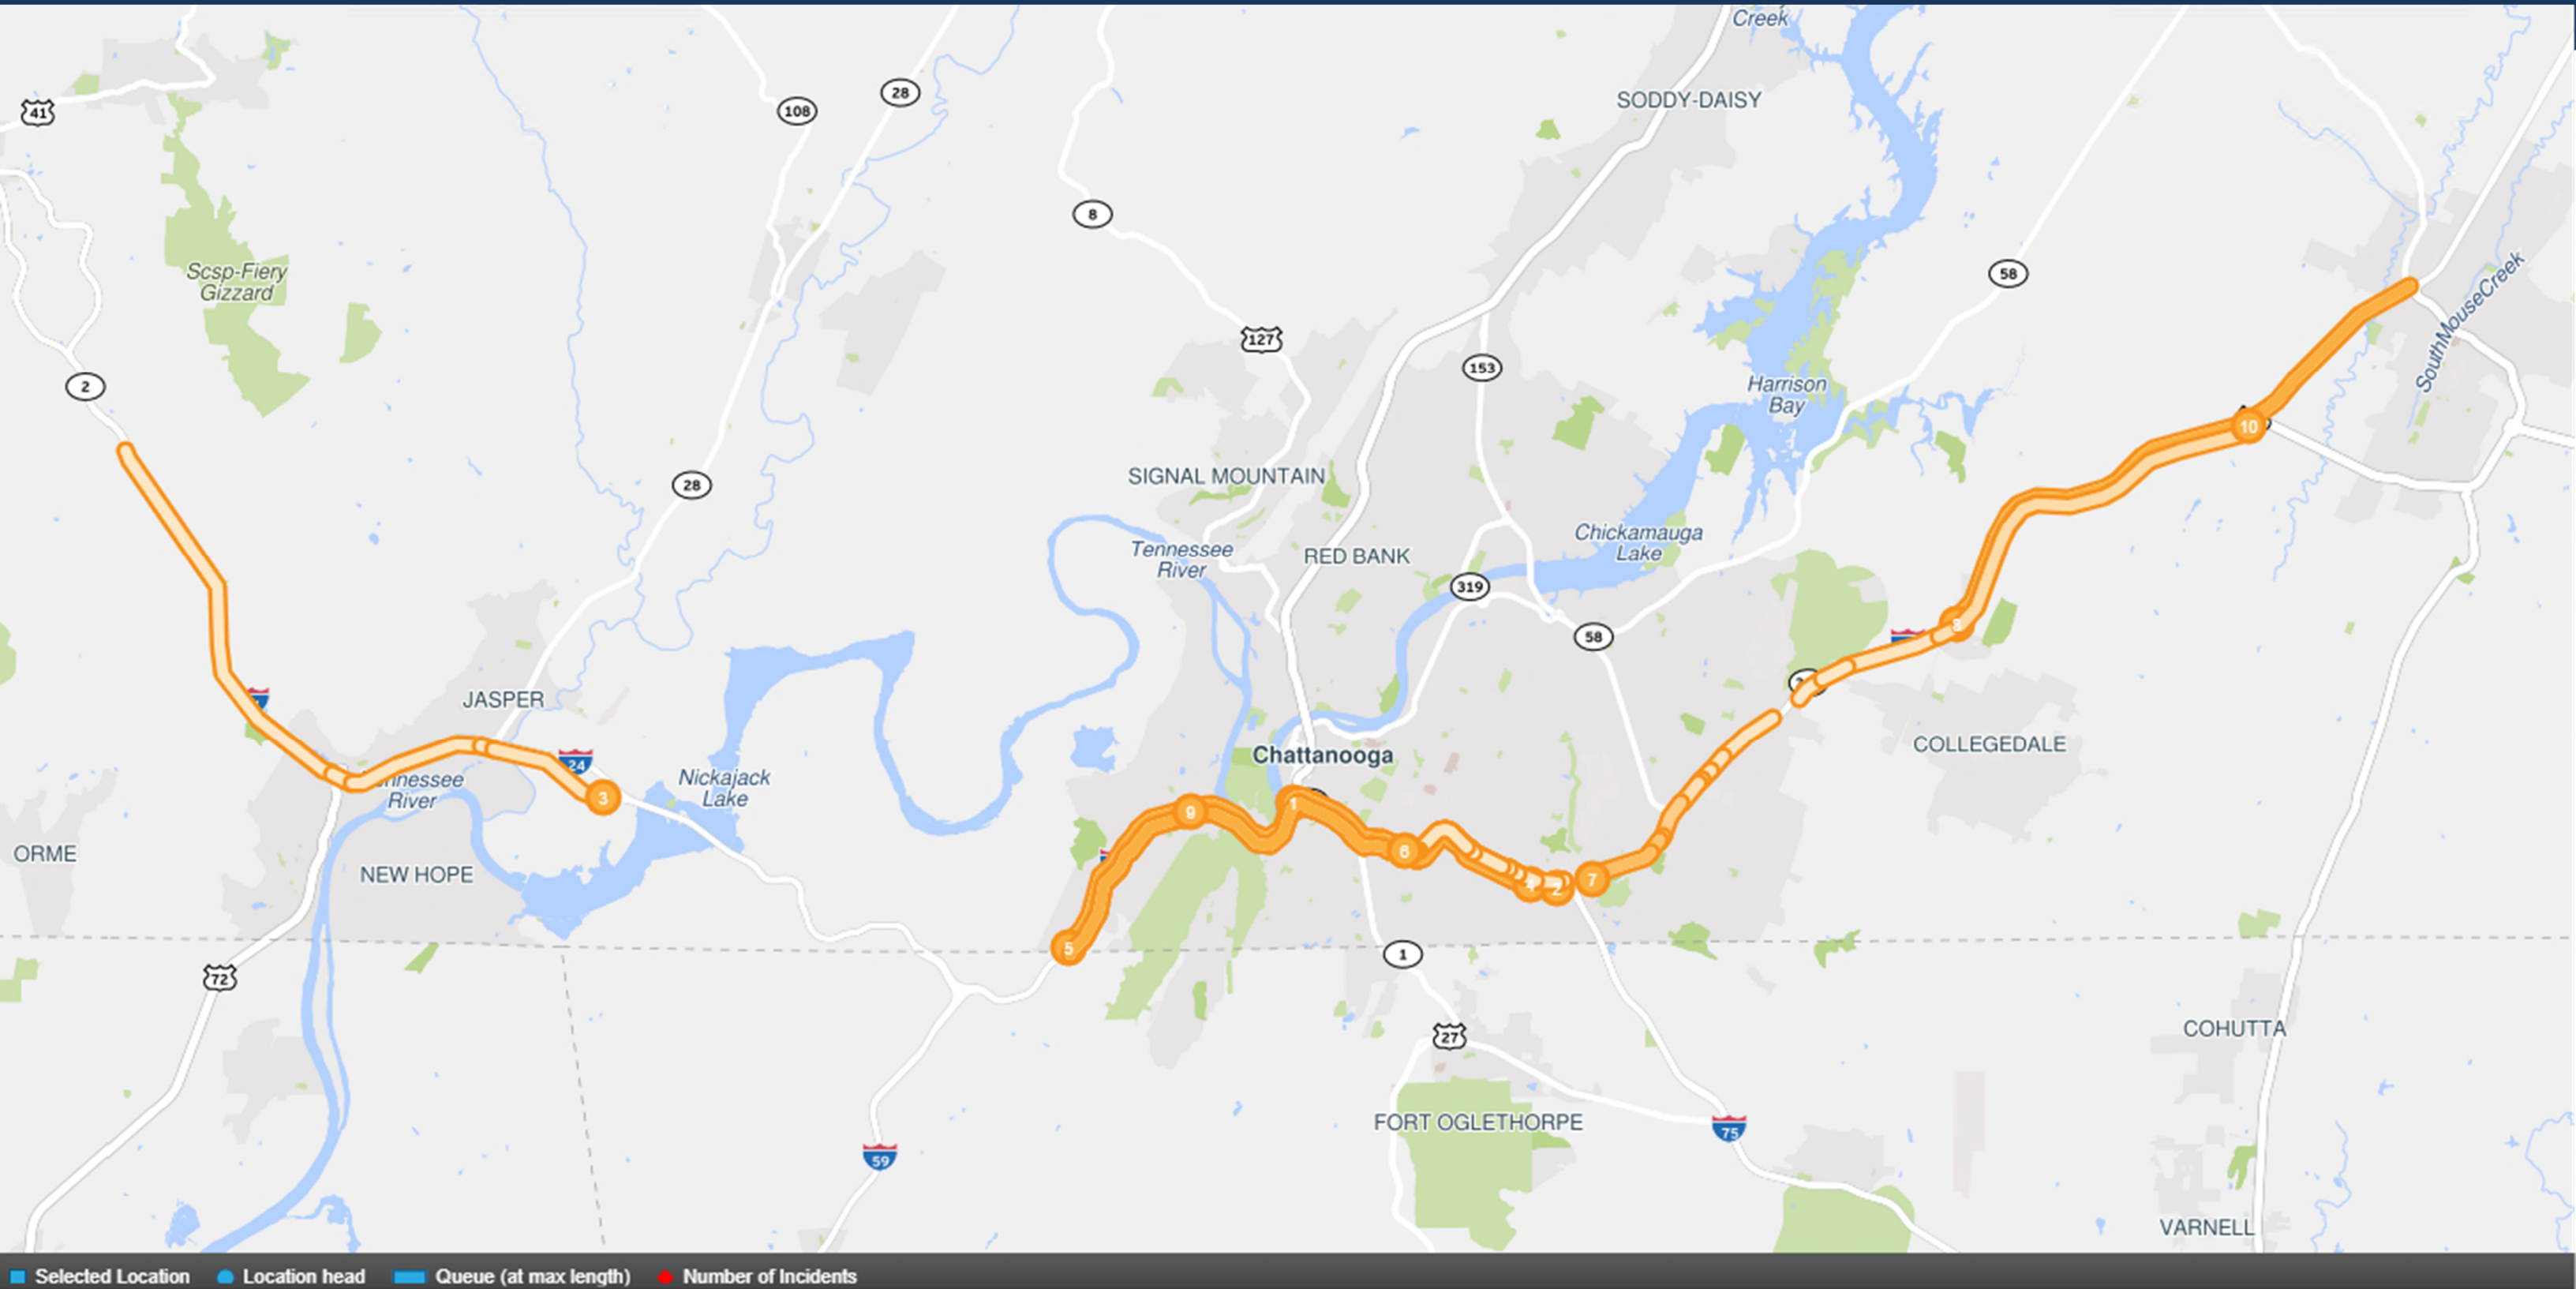 Creek
41
28
108
SODDY-DAISY
8
Scsp-Fiery
Gizzard
58
127
SouthMouseCreek
153
2
Harrison
Bay
10
SIGNAL MOUNTAIN
28
Chickamauga
Lake
Tennessee
River
RED BANK
319
58
8
JASPER
COLLEGEDALE
Chattanooga
24
Nickajack
Lake
3
River
9
1
6
ORME
NEW HOPE
4
2
7
5
1
72
27
COHUTTA
FORT OGLETHORPE
75
59
VARNELL
Selected Location
Location head
Queue (at max length)
Number of Incidents